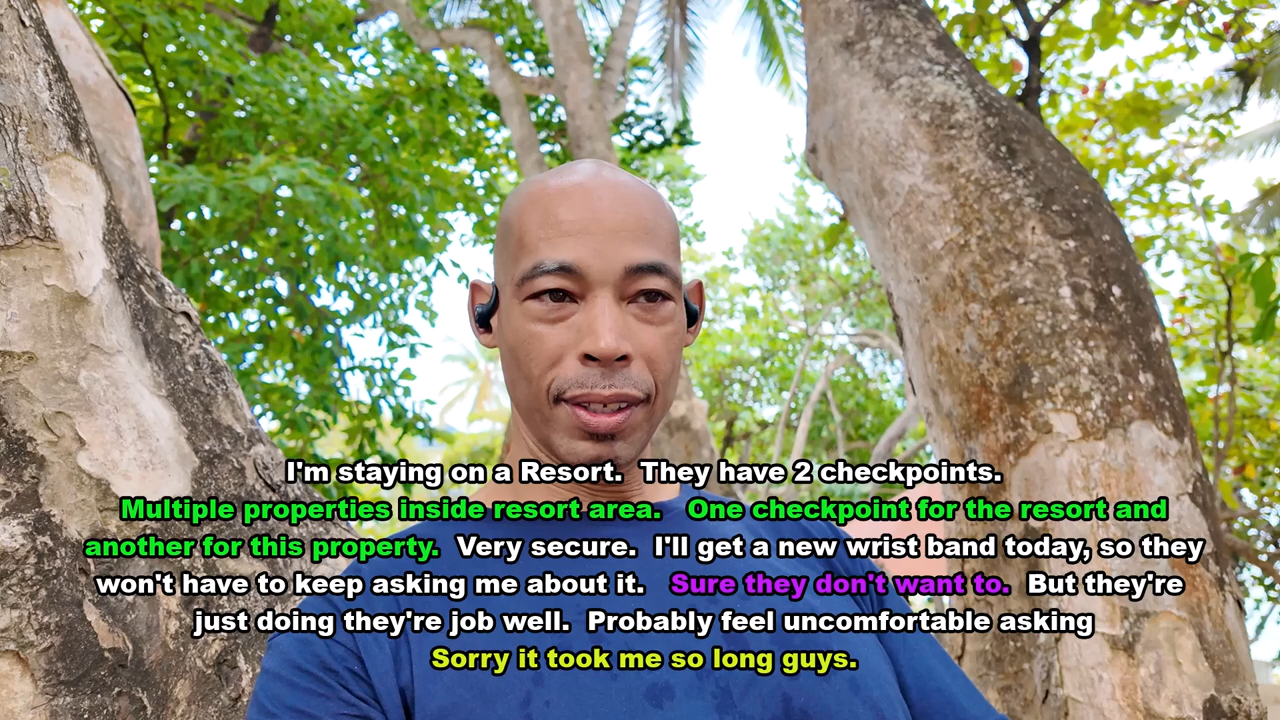 I'm staying on a Resort.  They have 2 checkpoints.
Multiple properties inside resort area.   One checkpoint for the resort and
another for this property.  Very secure.  I'll get a new wrist band today, so they
won't have to keep asking me about it.   Sure they don't want to.  But they're
just doing they're job well.  Probably feel uncomfortable asking
Sorry it took me so long guys.